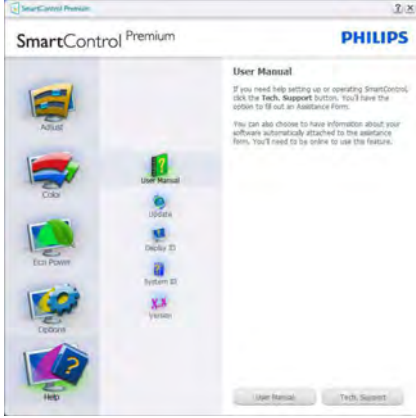 SmartControl Premium
SmartControl Premium
PHILIPS
Adjust
Color
Eco Power
Options
Help
User Manual
Update
Display ID
System ID
Version
User Manual
If you need help setting up or operating SmartControl,
click the Tech. Support button. You'll have the
option to fill out an Assistance Form.
You can also choose to have information about your
software automatically attached to the assistance
form. You'll need to be online to use this feature.
User Manual
Tech. Support